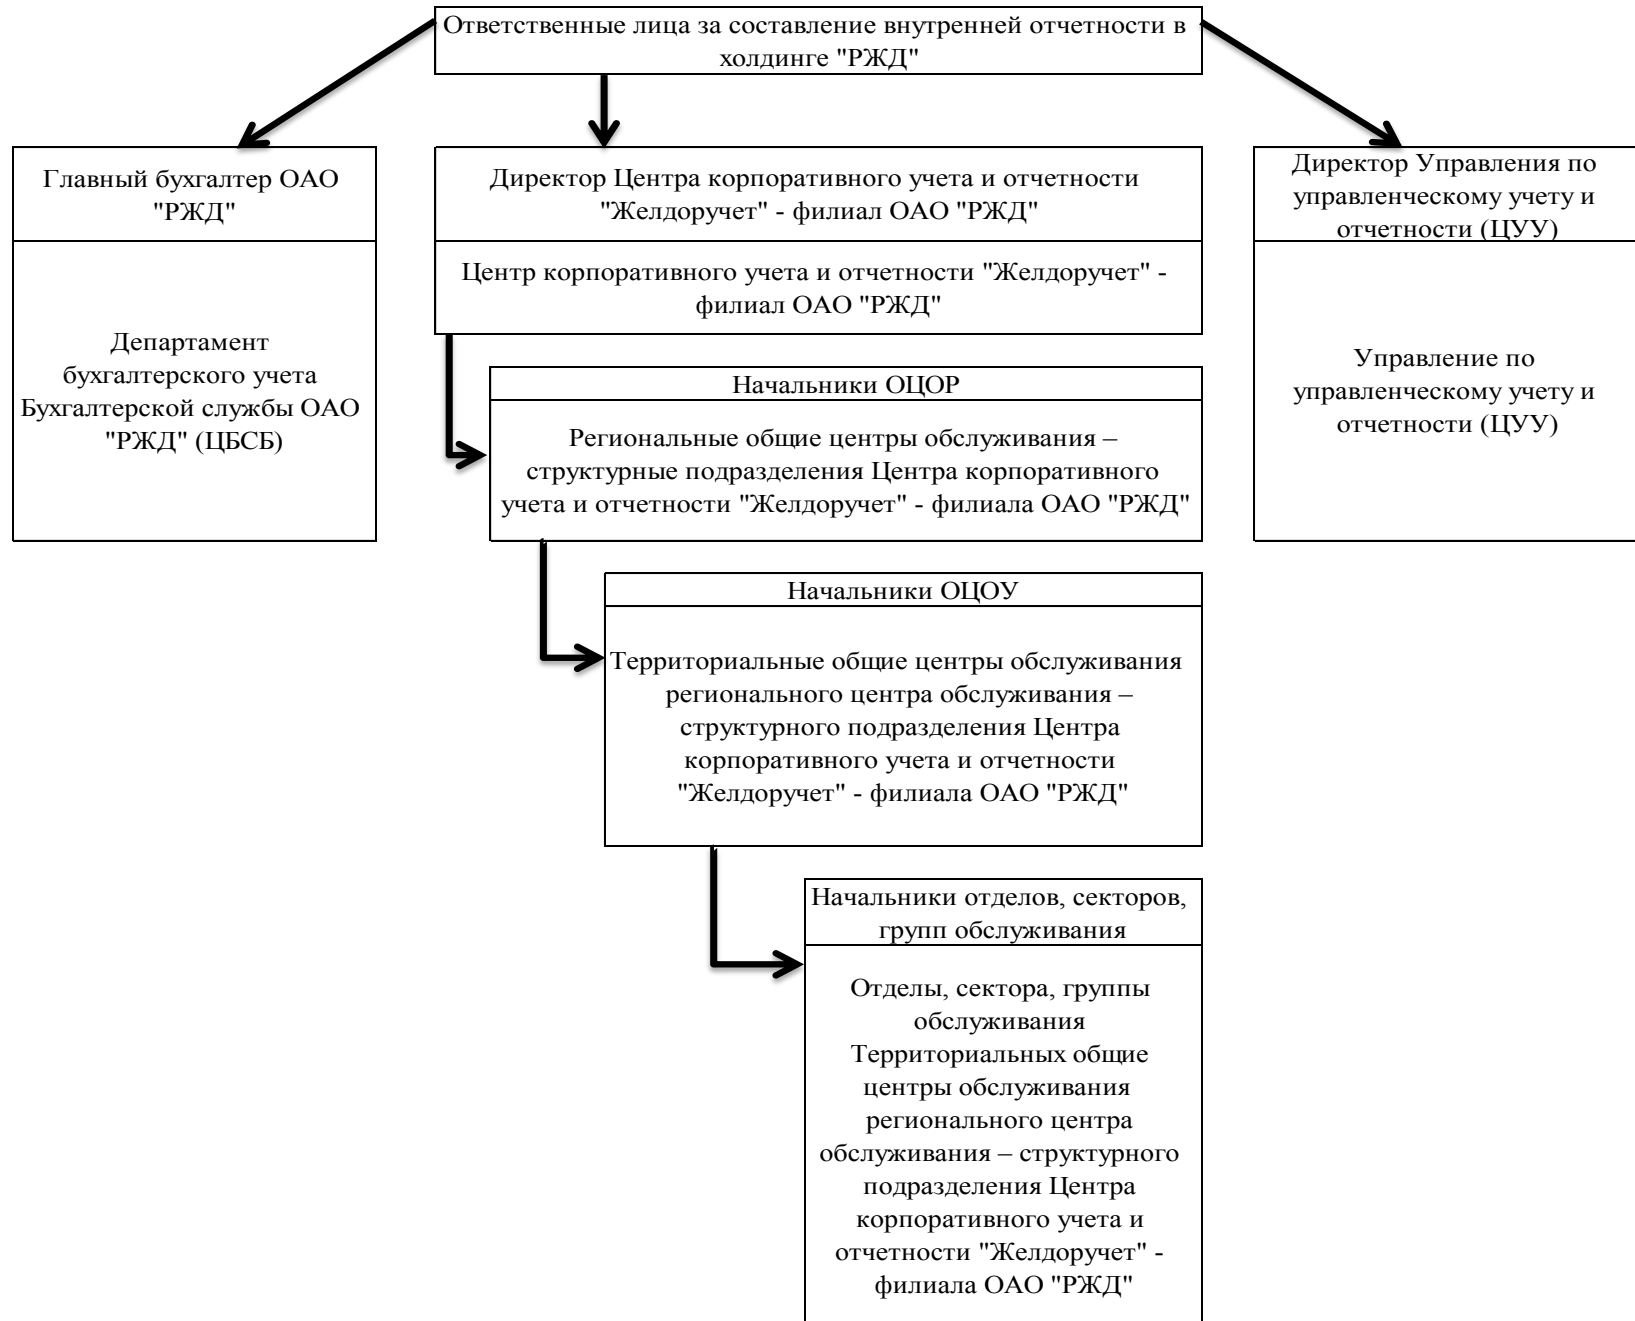 Ответственные лица за составление внутренней отчетности в
холдинге "РЖД"
Главный бухгалтер ОАО
"РЖД"
Департамент
бухгалтерского учета
Бухгалтерской службы ОАО
"РЖД" (ЦБСБ)
Директор Центра корпоративного учета и отчетности
"Желдоручет" - филиал ОАО "РЖД"
Центр корпоративного учета и отчетности "Желдоручет" -
филиал ОАО "РЖД"
Начальники ОЦОР
Региональные общие центры обслуживания –
структурные подразделения Центра корпоративного
учета и отчетности "Желдоручет" - филиала ОАО "РЖД"
Начальники ОЦОУ
Территориальные общие центры обслуживания
регионального центра обслуживания –
структурного подразделения Центра
корпоративного учета и отчетности
"Желдоручет" - филиала ОАО "РЖД"
Начальники отделов, секторов,
групп обслуживания
Отделы, сектора, группы
обслуживания
Территориальных общие
центры обслуживания
регионального центра
обслуживания – структурного
подразделения Центра
корпоративного учета и
отчетности "Желдоручет" -
филиала ОАО "РЖД"
Директор Управления по
управленческому учету и
отчетности (ЦУУ)
Управление по
управленческому учету и
отчетности (ЦУУ)